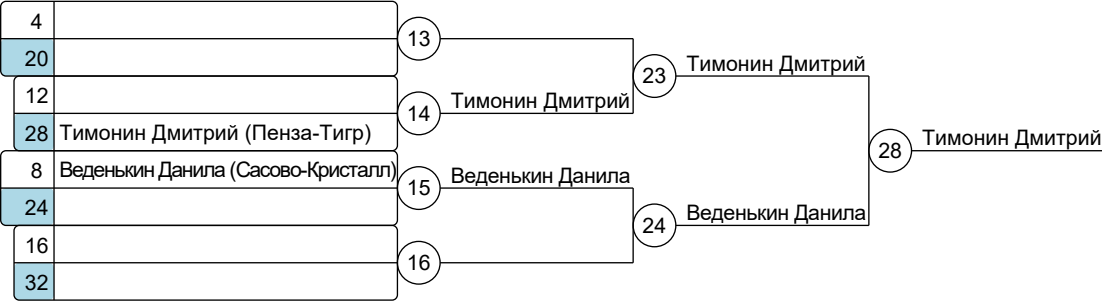 4
20
13
12
28 Тимонин Дмитрий (Пенза-Тигр)
14 Тимонин Дмитрий
23 Тимонин Дмитрий
8 Веденькин Данила (Сасово-Кристалл)
24
15 Веденькин Данила
16
32
16
24 Веденькин Данила
28 Тимонин Дмитрий